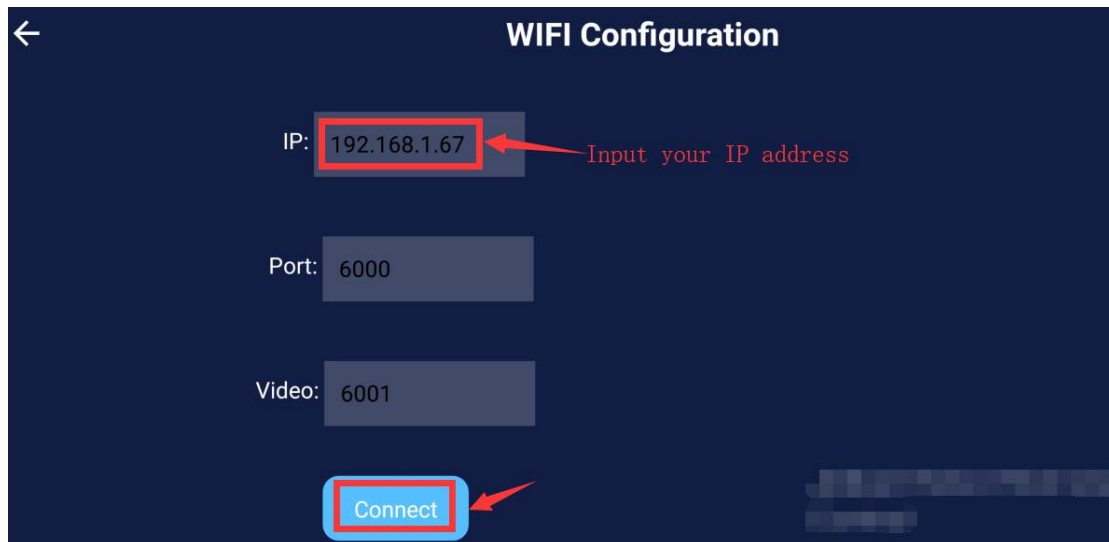 WIFI Configuration
IP: 192.168.1.67 Input your IP address
Port: 6000
Video: 6001
Connect